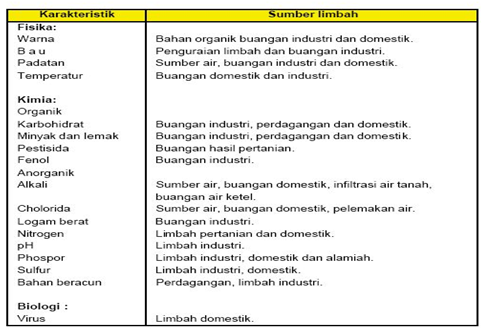 Karakteristik Sumber limbah
Fisika:
Warna Bahan organik buangan industri dan domestik.
B a u Penguraian limbah dan buangan industri.
Padatan Sumber air, buangan industri dan domestik.
Temperatur Buangan domestik dan industri.
Kimia:
Organik
Karbohidrat Buangan industri, perdagangan dan domestik.
Minyak dan lemak Buangan industri, perdagangan dan domestik.
Pestisida Buangan hasil pertanian.
Fenol Buangan industri.
Anorganik
Alkali Sumber air, buangan domestik, infiltrasi air tanah,
buangan air ketel.
Cholorida Sumber air, buangan domestik, pelemakan air.
Logam berat Buangan industri.
Nitrogen Limbah pertanian dan domestik.
pH Limbah industri.
Phospor Limbah industri, domestik dan alamiah.
Sulfur Limbah industri, domestik.
Bahan beracun Perdagangan, limbah industri.
Biologi :
Virus Limbah domestik.